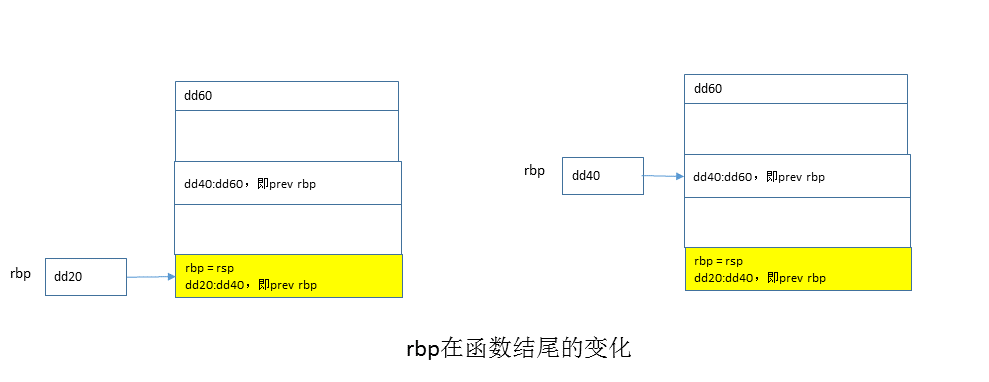 dd60
dd40:dd60，即prev rbp
rbp
dd20
rbp = rsp
dd20:dd40，即prev rbp
dd60
rbp
dd40
dd40:dd60，即prev rbp
rbp = rsp
dd20:dd40，即prev rbp
rbp在函数结尾的变化